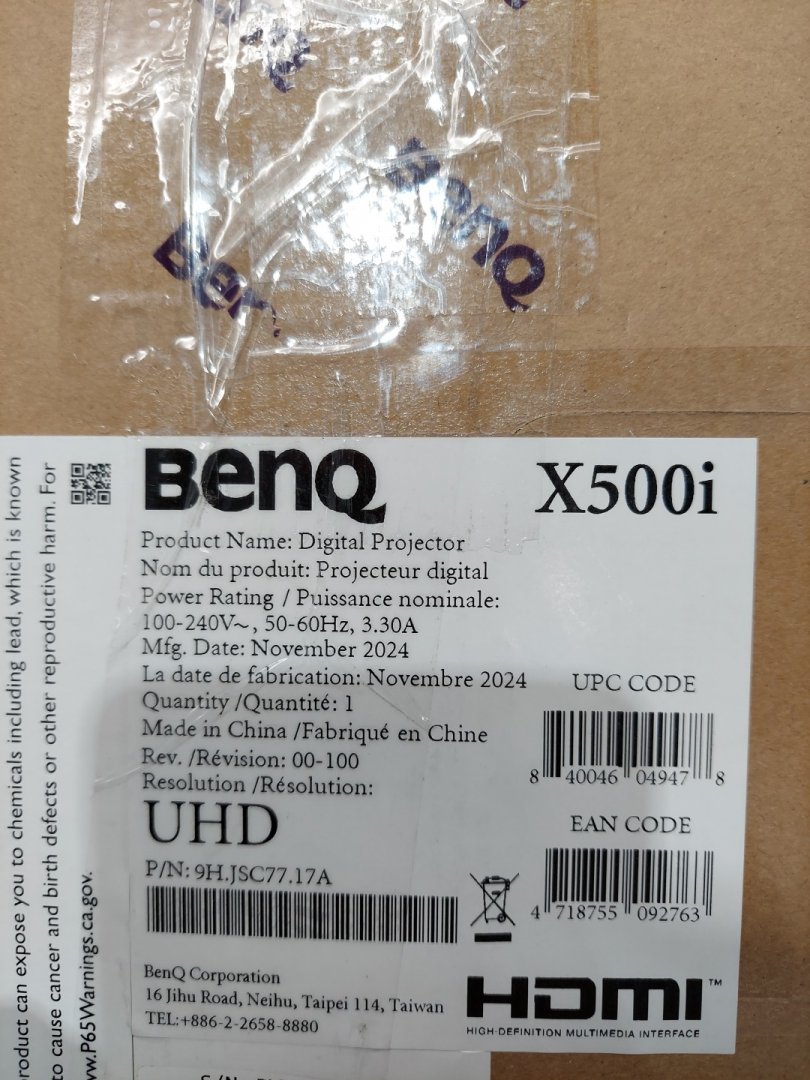 BenQ
BenQ
X500i
Product Name: Digital Projector
Nom du produit: Projecteur digital
Power Rating / Puissance nominale:
100-240V~, 50-60Hz, 3.30A
Mfg. Date: November 2024
La date de fabrication: Novembre 2024
Quantity /Quantité: 1
Made in China /Fabriqué en Chine
Rev. /Révision: 00-100
Resolution /Résolution:
UHD
P/N: 9H.JSC77.17A
UPC CODE
8 40046 04947 8
EAN CODE
4 718755 092763
BenQ Corporation
16 Jihu Road, Neihu, Taipei 114, Taiwan
TEL:+886-2-2658-8880
HDMI™
HIGH-DEFINITION MULTIMEDIA INTERFACE
roduct can expose you to chemicals including lead, which is known
to cause cancer and birth defects or other reproductive harm. For
ww.P65Warnings.ca.gov.